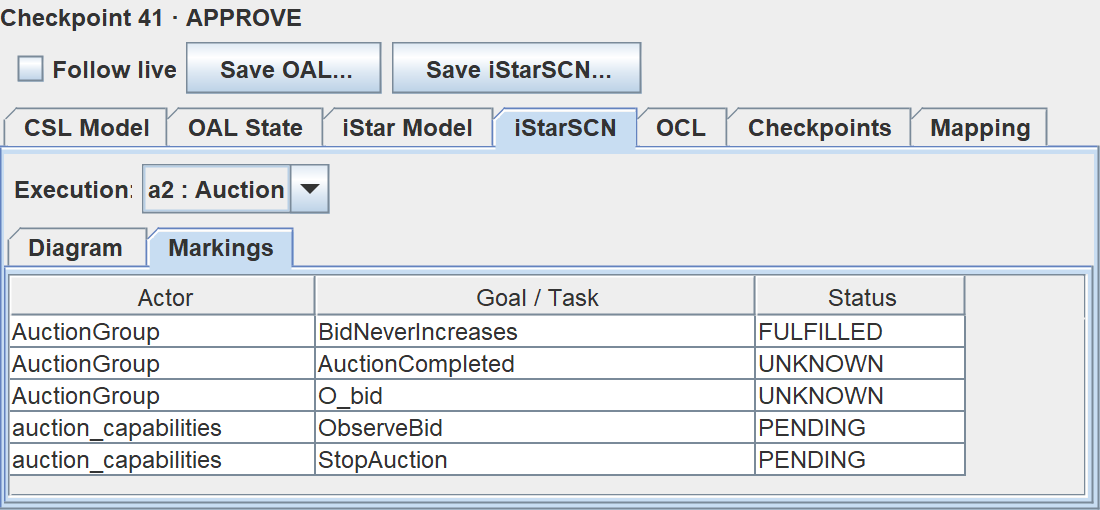 Checkpoint 41 · APPROVE
Follow live Save OAL... Save iStarSCN...
CSL Model OAL State iStar Model iStarSCN OCL Checkpoints Mapping
Execution: a2 : Auction
Diagram Markings
Actor Goal / Task Status
AuctionGroup BidNeverIncreases FULFILLED
AuctionGroup AuctionCompleted UNKNOWN
AuctionGroup O_bid UNKNOWN
auction_capabilities ObserveBid PENDING
auction_capabilities StopAuction PENDING